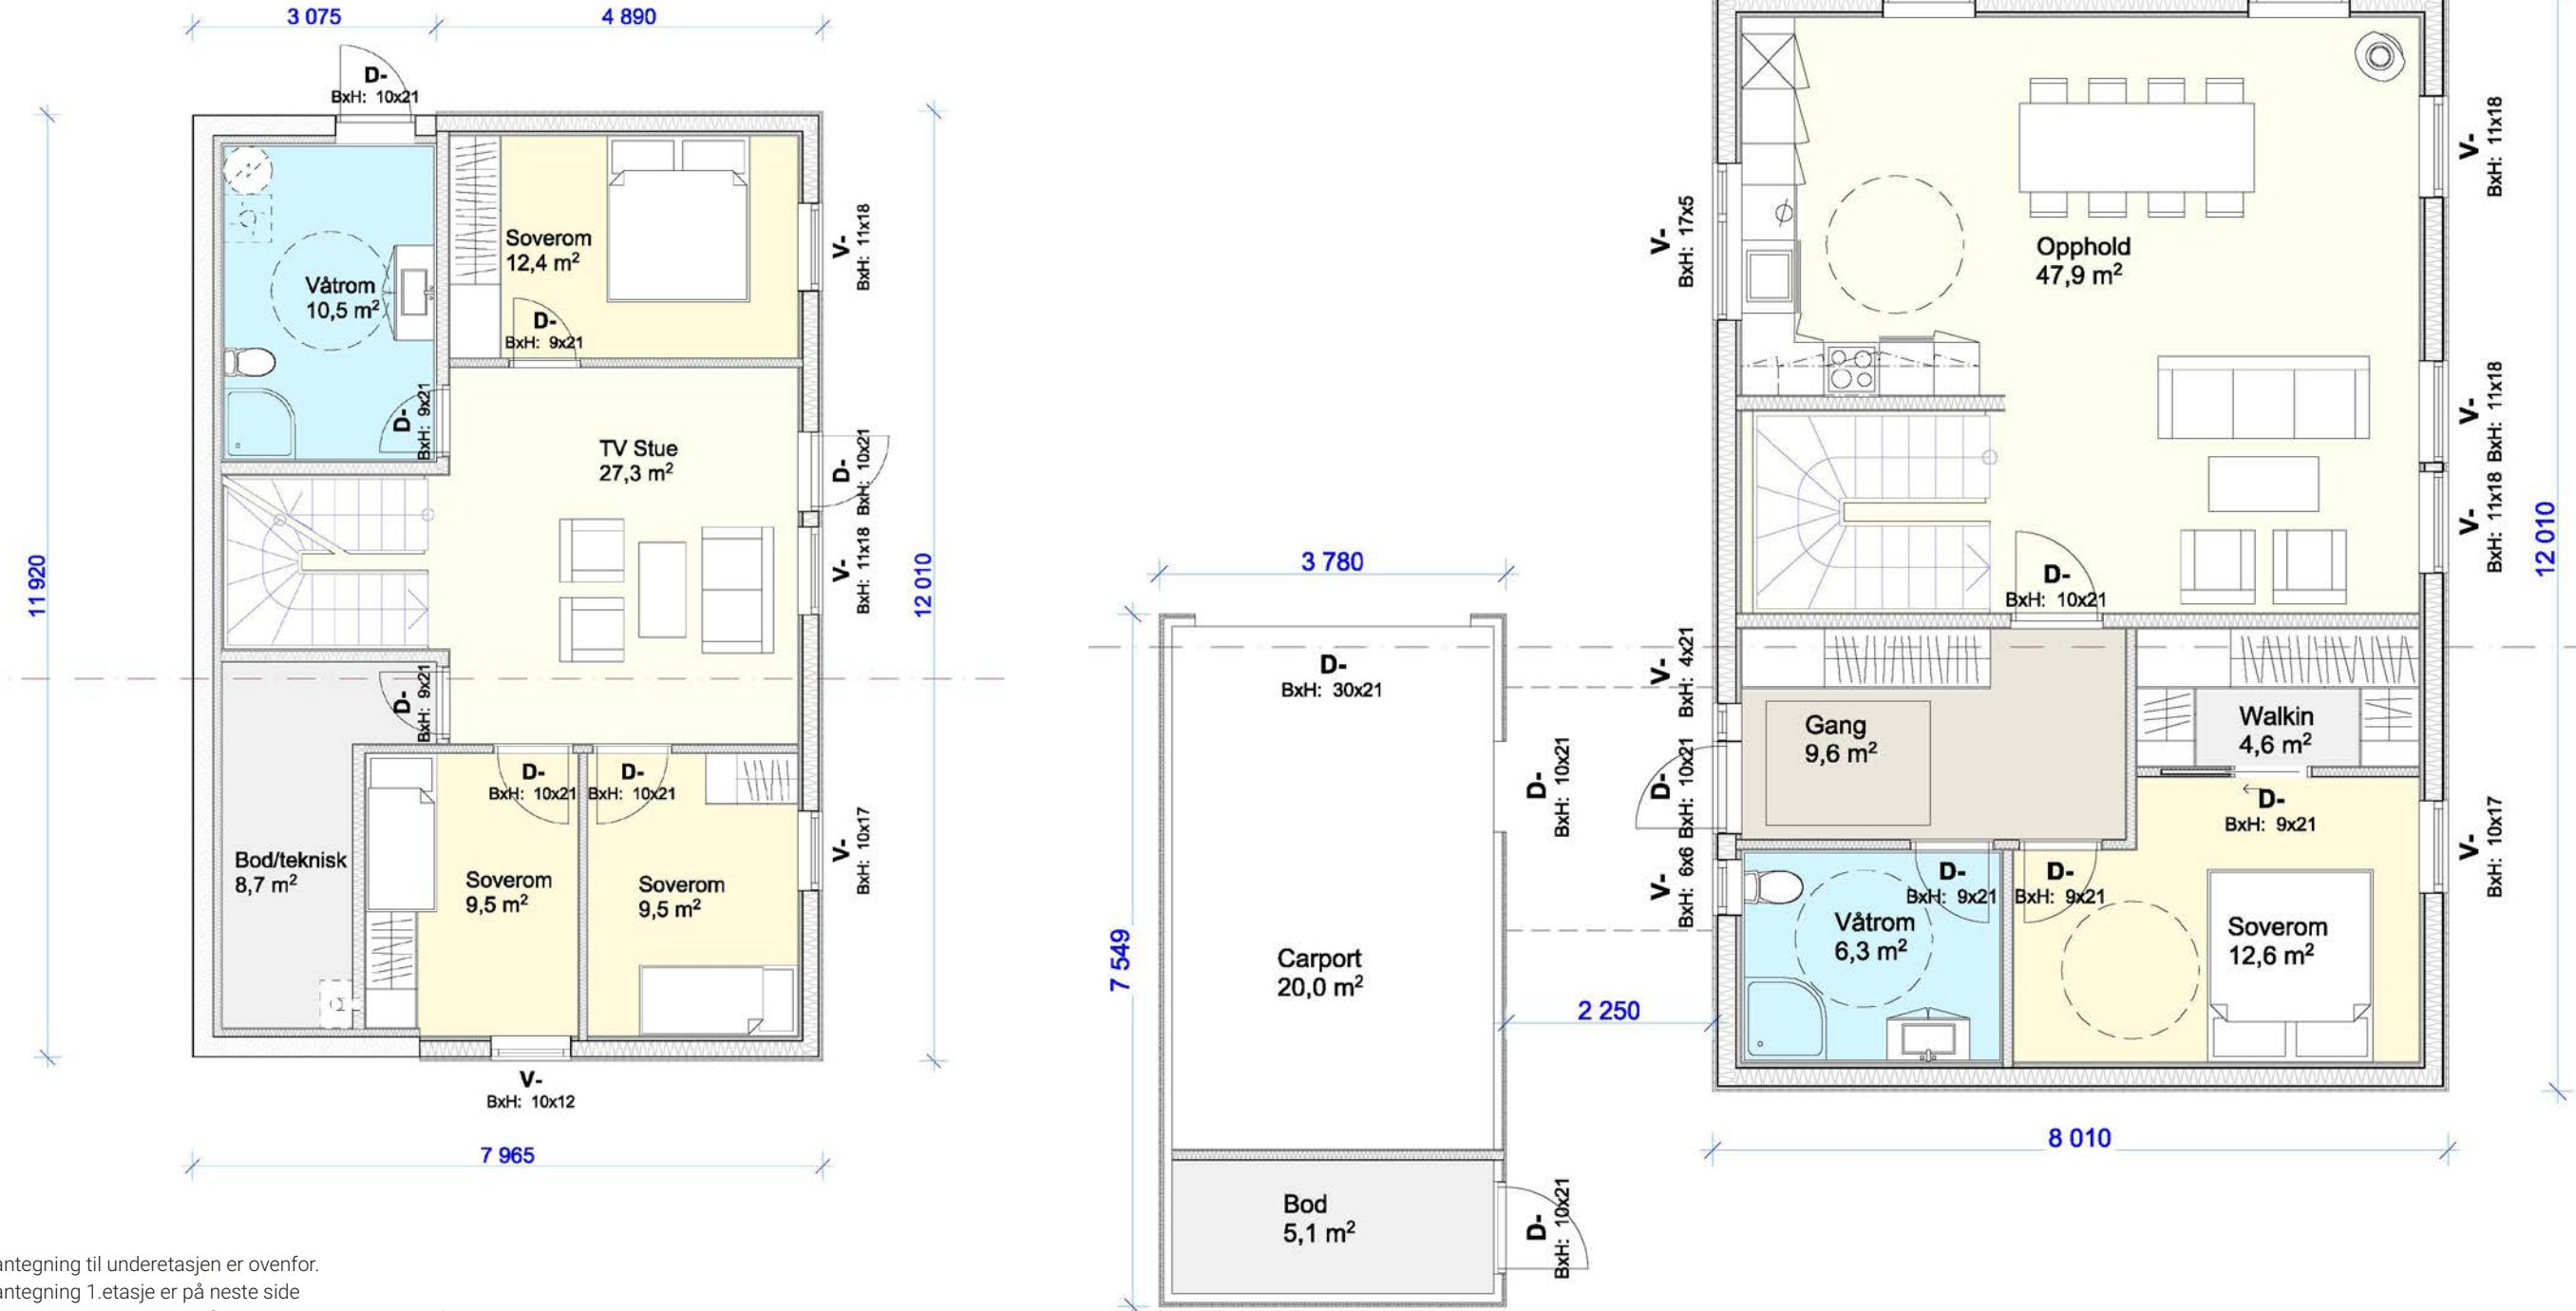 3 075
4 890
D-
BxH: 10x21
11 920
12 010
Våtrom
10,5 m²
Soverom
12,4 m²
D-
BxH: 9x21
V-
BxH: 11x18
D-
BxH: 9x21
TV Stue
27,3 m²
D-
BxH: 10x21
V-
BxH: 11x18
D-
BxH: 9x21
D-
BxH: 10x21
D-
BxH: 10x21
V-
BxH: 10x17
Bod/teknisk
8,7 m²
Soverom
9,5 m²
Soverom
9,5 m²
V-
BxH: 10x12
7 965
antegning til underetasjen er ovenfor.
antegning 1.etasje er på neste side
3 780
7 549
D-
BxH: 30x21
D-
BxH: 10x21
Carport
20,0 m²
2 250
Bod
5,1 m²
D-
BxH: 10x21
V-
BxH: 17x5
Opphold
47,9 m²
V-
BxH: 11x18
V-
BxH: 11x18
V-
BxH: 11x18
12 010
D-
BxH: 10x21
V-
BxH: 4x21
D-
BxH: 10x21
V-
BxH: 6x6
Gang
9,6 m²
Walkin
4,6 m²
D-
BxH: 9x21
V-
BxH: 10x17
D-
BxH: 9x21
D-
BxH: 9x21
Våtrom
6,3 m²
Soverom
12,6 m²
8 010